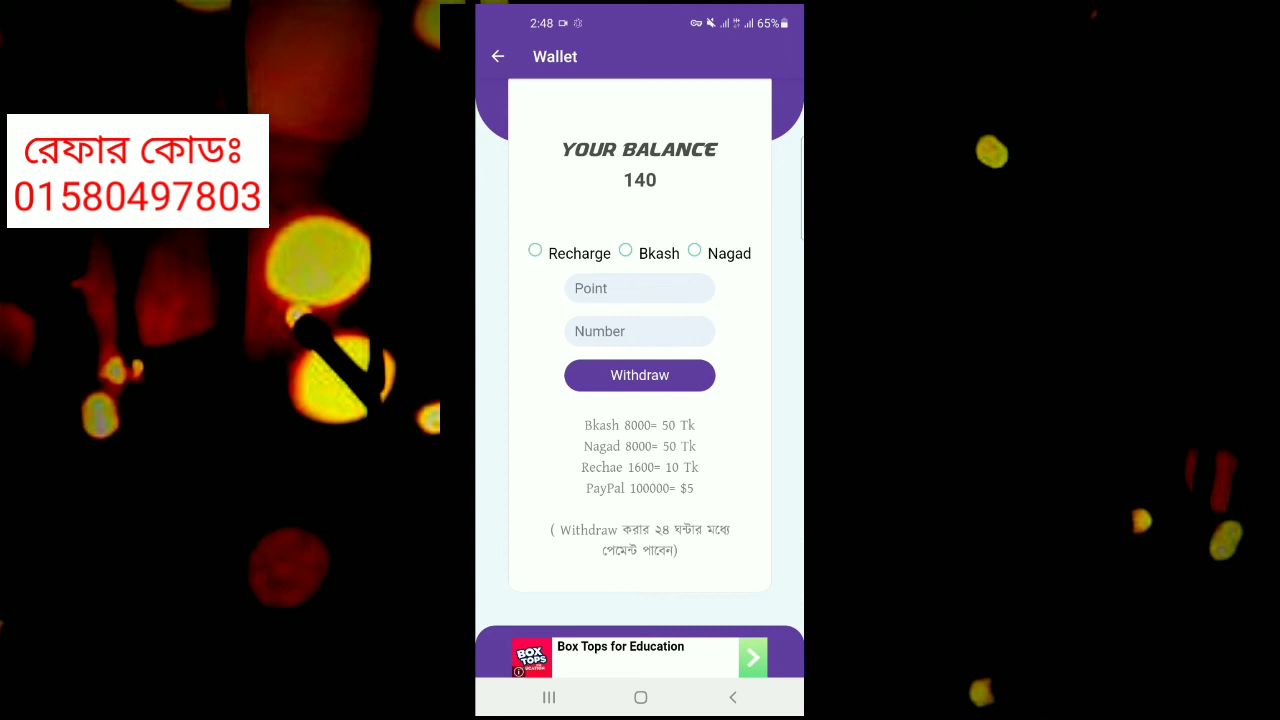 রেফার কোডঃ
01580497803
2:48
65%
Wallet
YOUR BALANCE
140
Recharge Bkash Nagad
Point
Number
Withdraw
Bkash 8000= 50 Tk
Nagad 8000= 50 Tk
Rechae 1600= 10 Tk
PayPal 100000= $5
( Withdraw করার ২৪ ঘন্টার মধ্যে
পেমেন্ট পাবেন)
BOX
TOPS
Box Tops for Education